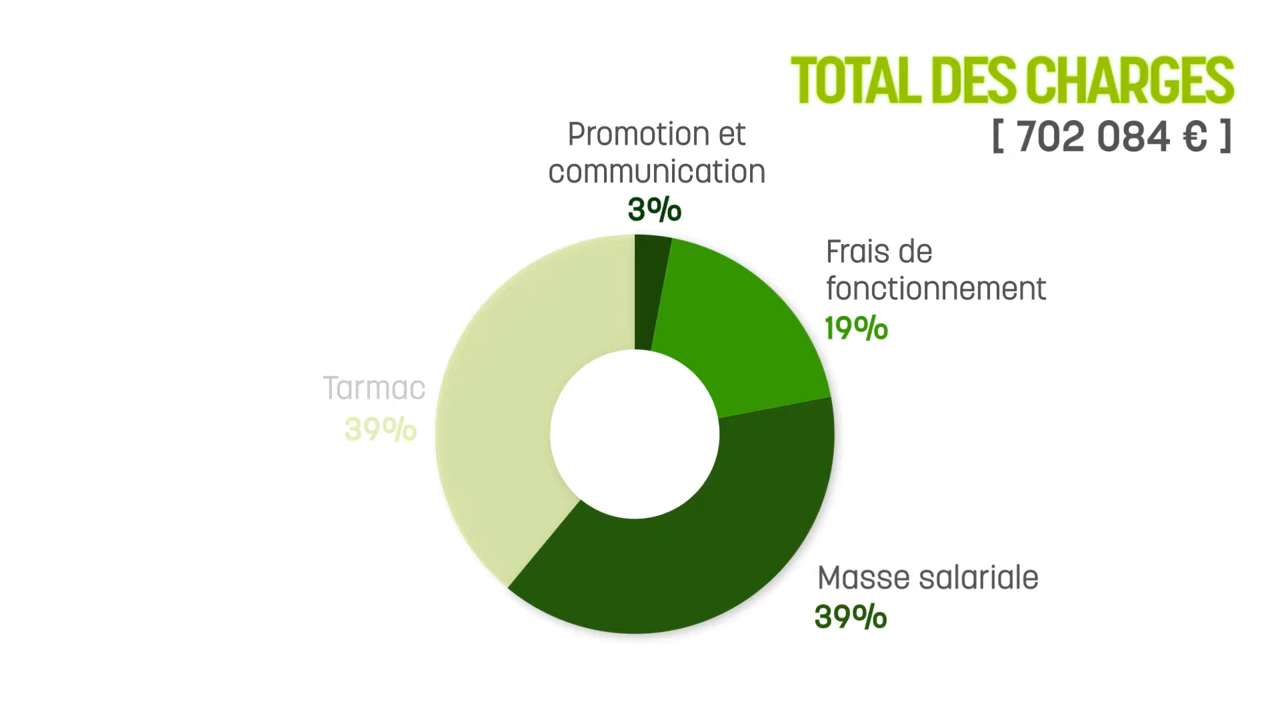 TOTAL DES CHARGES
[ 702 084 € ]
Promotion et
communication
3%
Frais de
fonctionnement
19%
Tarmac
39%
Masse salariale
39%